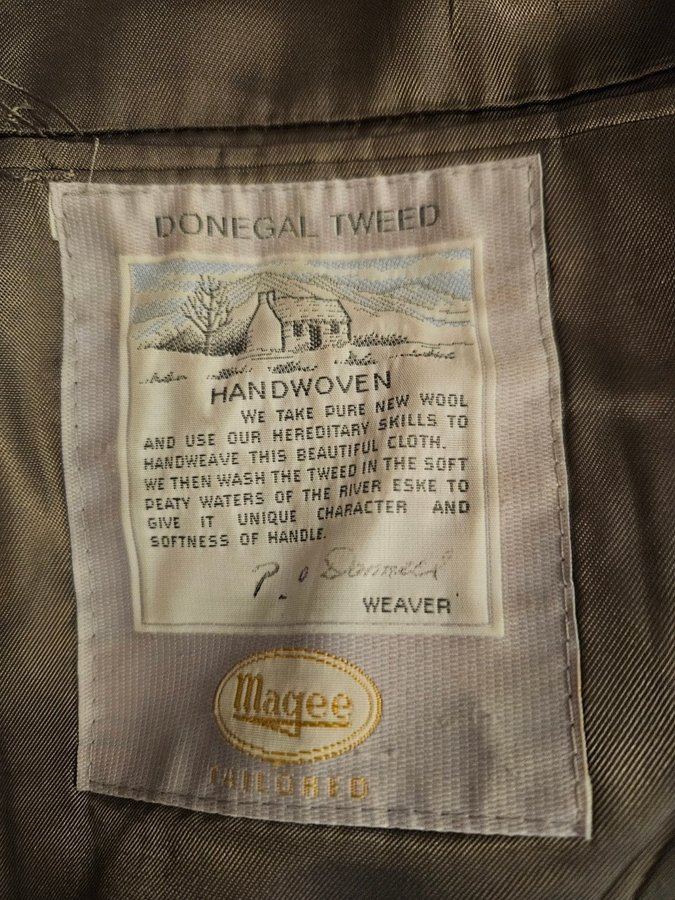 DONEGAL TWEED
HANDWOVEN
WE TAKE PURE NEW WOOL
AND USE OUR HEREDITARY SKILLS TO
HANDWEAVE THIS BEAUTIFUL CLOTH.
WE THEN WASH THE TWEED IN THE SOFT
PEATY WATERS OF THE RIVER ESKE TO
GIVE IT UNIQUE CHARACTER AND
SOFTNESS OF HANDLE.
P. o Donnell
WEAVER
Magee
TAILORED